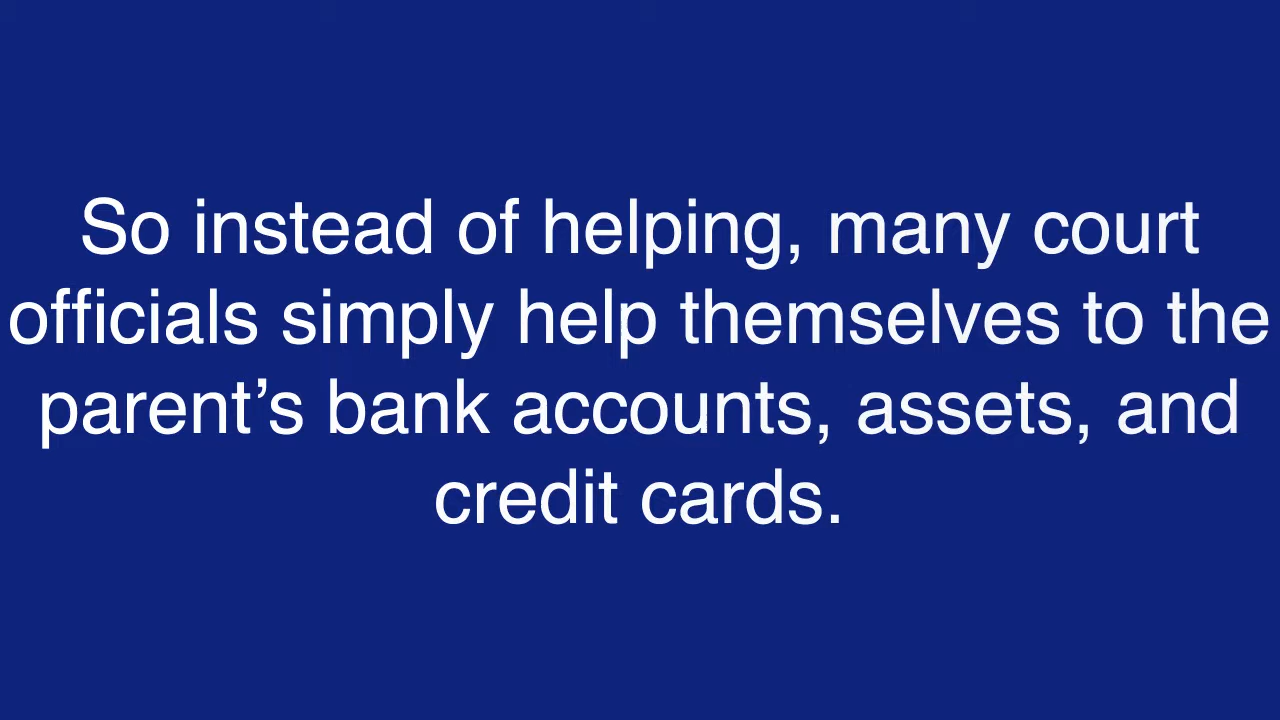 So instead of helping, many court
officials simply help themselves to the
parent’s bank accounts, assets, and
credit cards.